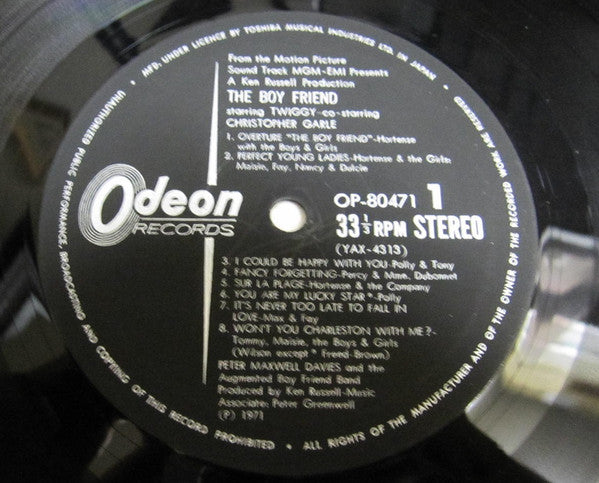 • MFD. UNDER LICENCE BY TOSHIBA MUSICAL INDUSTRIES LTD. IN JAPAN. •
From the Motion Picture
Sound Track MGM-EMI Presents
A Ken Russell Production
THE BOY FRIEND
starring TWIGGY-co-starring
CHRISTOPHER GABLE
1. OVERTURE "THE BOY FRIEND"-Hortense
with the Boys & Girls
2. PERFECT YOUNG LADIES-Hortense & the Girls:
Maisie, Fay, Nancy & Dulcie
Odeon
RECORDS
OP-80471 1
33 1/3 RPM STEREO
(YAX-4313)
3. I COULD BE HAPPY WITH YOU-Polly & Tony
4. FANCY FORGETTING-Percy & Mme. Dubonnet
5. SUR LA PLAGE-Hortense & the Company
6. YOU ARE MY LUCKY STAR*-Polly
7. IT'S NEVER TOO LATE TO FALL IN
LOVE-Max & Fay
8. WON'T YOU CHARLESTON WITH ME?-
Tommy, Maisie, the Boys & Girls
(Wilson except * Freed-Brown)
PETER MAXWELL DAVIES and the
Augmented Boy Friend Band
Produced by Ken Russell-Music
Associate: Peter Greenwell
(P) 1971
ALL RIGHTS OF THE MANUFACTURER AND OF THE OWNER OF THE RECORDED WORK ARE RESERVED.
UNAUTHORIZED PUBLIC PERFORMANCE, BROADCASTING AND COPYING OF THIS RECORD PROHIBITED •